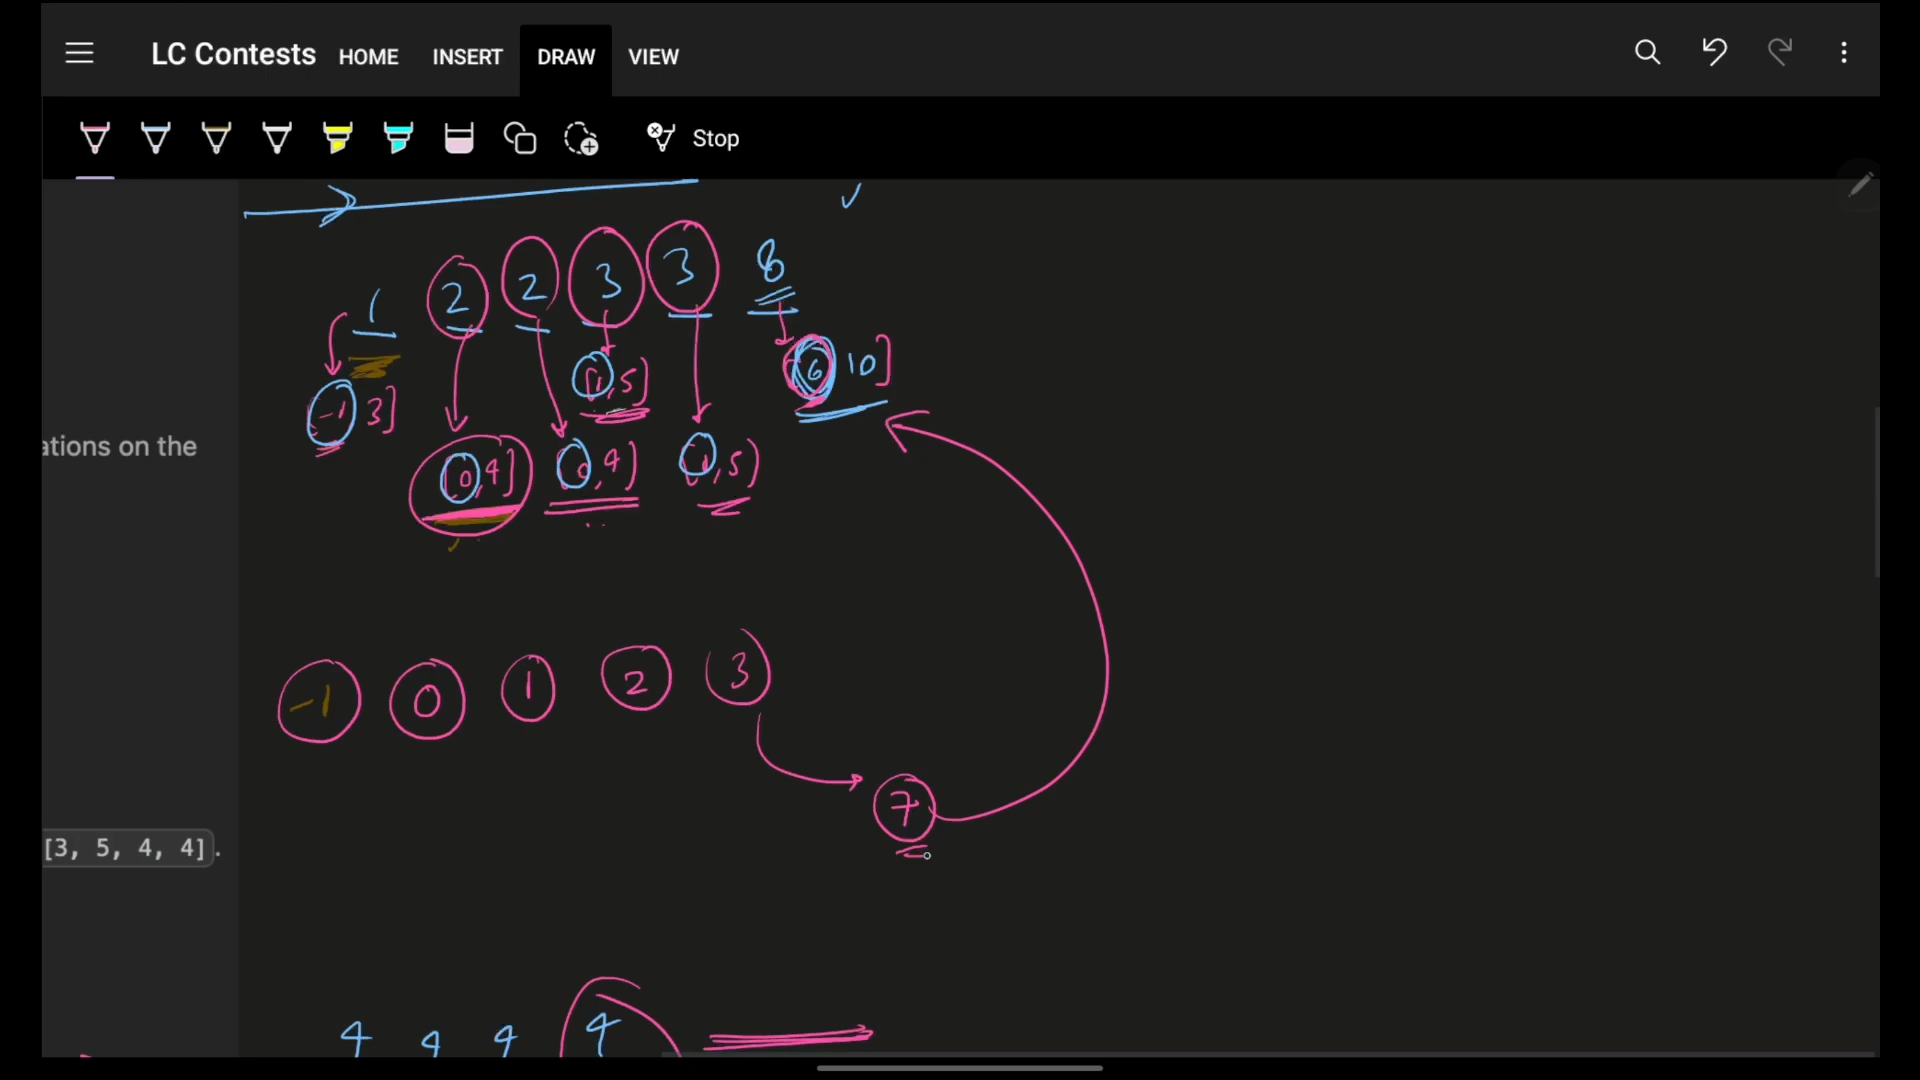 LC Contests HOME INSERT DRAW VIEW
Stop
1 2 2 3 3 8
[-1 3] [0,4] [0,4] [1,5] [1,5] [6 10]
ations on the
-1 0 1 2 3
7
[3, 5, 4, 4].
4 4 4 4